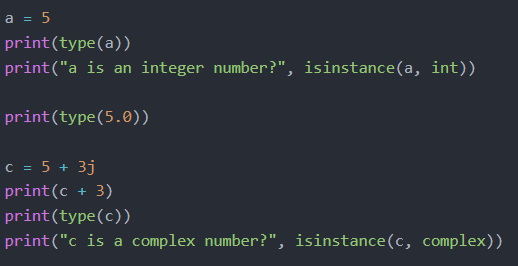 a = 5
print(type(a))
print("a is an integer number?", isinstance(a, int))
print(type(5.0))
c = 5 + 3j
print(c + 3)
print(type(c))
print("c is a complex number?", isinstance(c, complex))